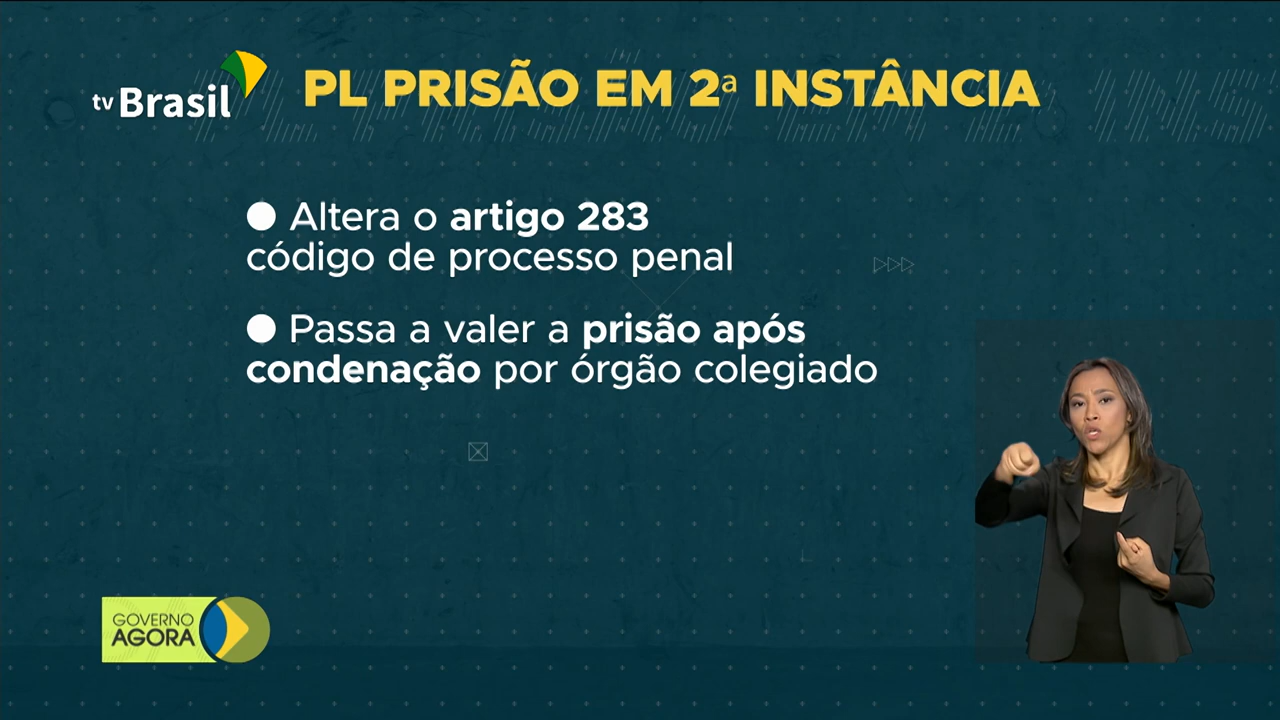 tv Brasil
PL PRISÃO EM 2ª INSTÂNCIA
● Altera o artigo 283
código de processo penal
● Passa a valer a prisão após
condenação por órgão colegiado
GOVERNO
AGORA